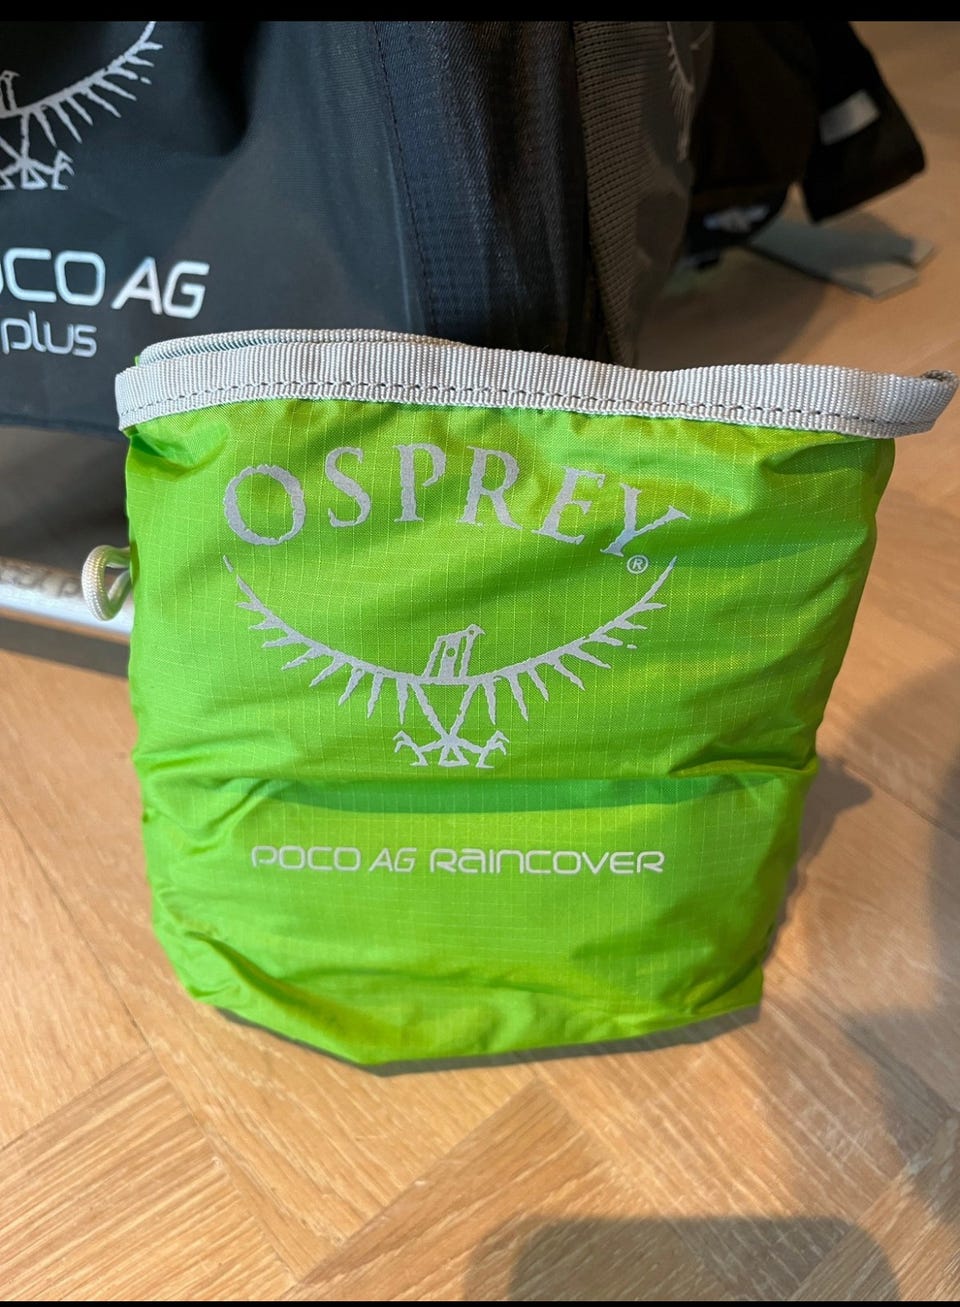 OCO AG
plus
OSPREY
®
POCO AG RAINCOVER